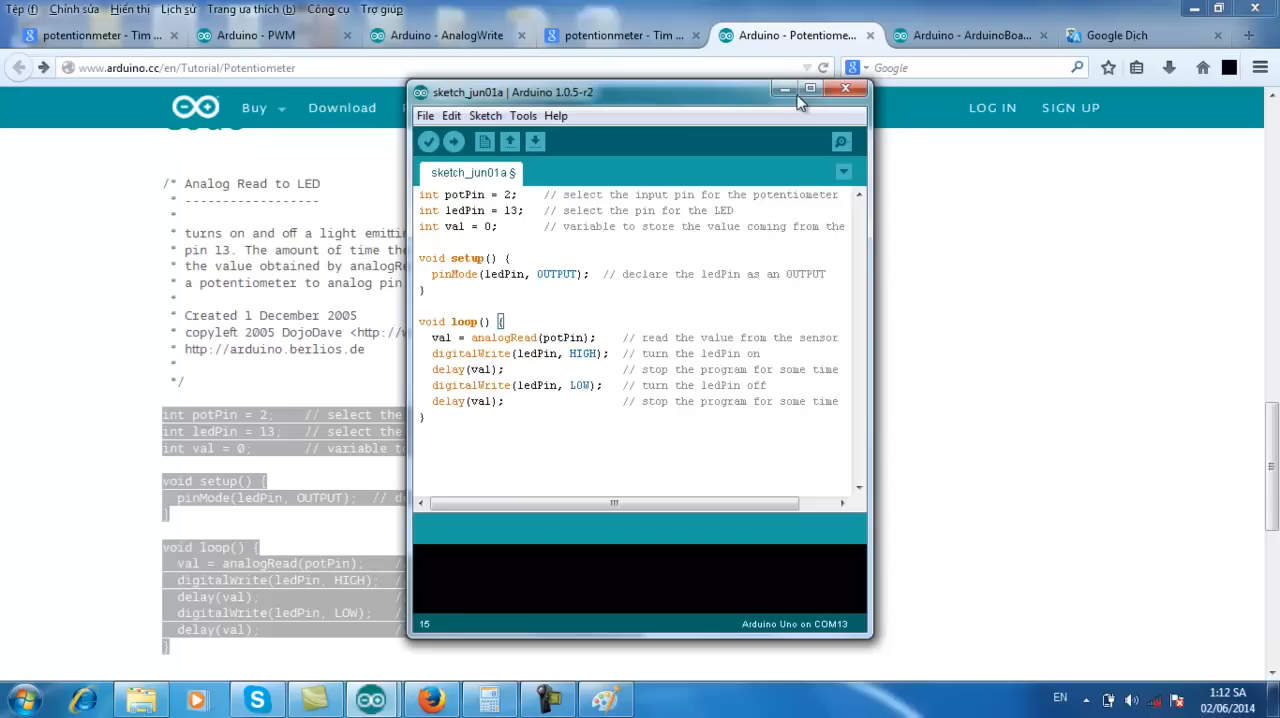 Tệp (f) Chỉnh sửa Hiển thị Lịch sử Trang ưa thích (b) Công cụ Trợ giúp
potentionmeter - Tìm ... Arduino - PWM Arduino - AnalogWrite potentionmeter - Tìm ... Arduino - Potentiome... Arduino - ArduinoBoa... Google Dịch
www.arduino.cc/en/Tutorial/Potentiometer Google
Buy Download LOG IN SIGN UP
/* Analog Read to LED
* ------------------
*
* turns on and off a light emitti
* pin 13. The amount of time the
* the value obtained by analogRe
* a potentiometer to analog pin
*
* Created 1 December 2005
* copyleft 2005 DojoDave <http://w
* http://arduino.berlios.de
*
*/
int potPin = 2; // select the
int ledPin = 13; // select the
int val = 0; // variable to
void setup() {
pinMode(ledPin, OUTPUT); // de
}
void loop() {
val = analogRead(potPin); /
digitalWrite(ledPin, HIGH); /
delay(val); /
digitalWrite(ledPin, LOW); /
delay(val); /
}
sketch_jun01a | Arduino 1.0.5-r2
File Edit Sketch Tools Help
sketch_jun01a §
int potPin = 2; // select the input pin for the potentiometer
int ledPin = 13; // select the pin for the LED
int val = 0; // variable to store the value coming from the
void setup() {
pinMode(ledPin, OUTPUT); // declare the ledPin as an OUTPUT
}
void loop() {
val = analogRead(potPin); // read the value from the sensor
digitalWrite(ledPin, HIGH); // turn the ledPin on
delay(val); // stop the program for some time
digitalWrite(ledPin, LOW); // turn the ledPin off
delay(val); // stop the program for some time
}
15 Arduino Uno on COM13
EN 1:12 SA
02/06/2014